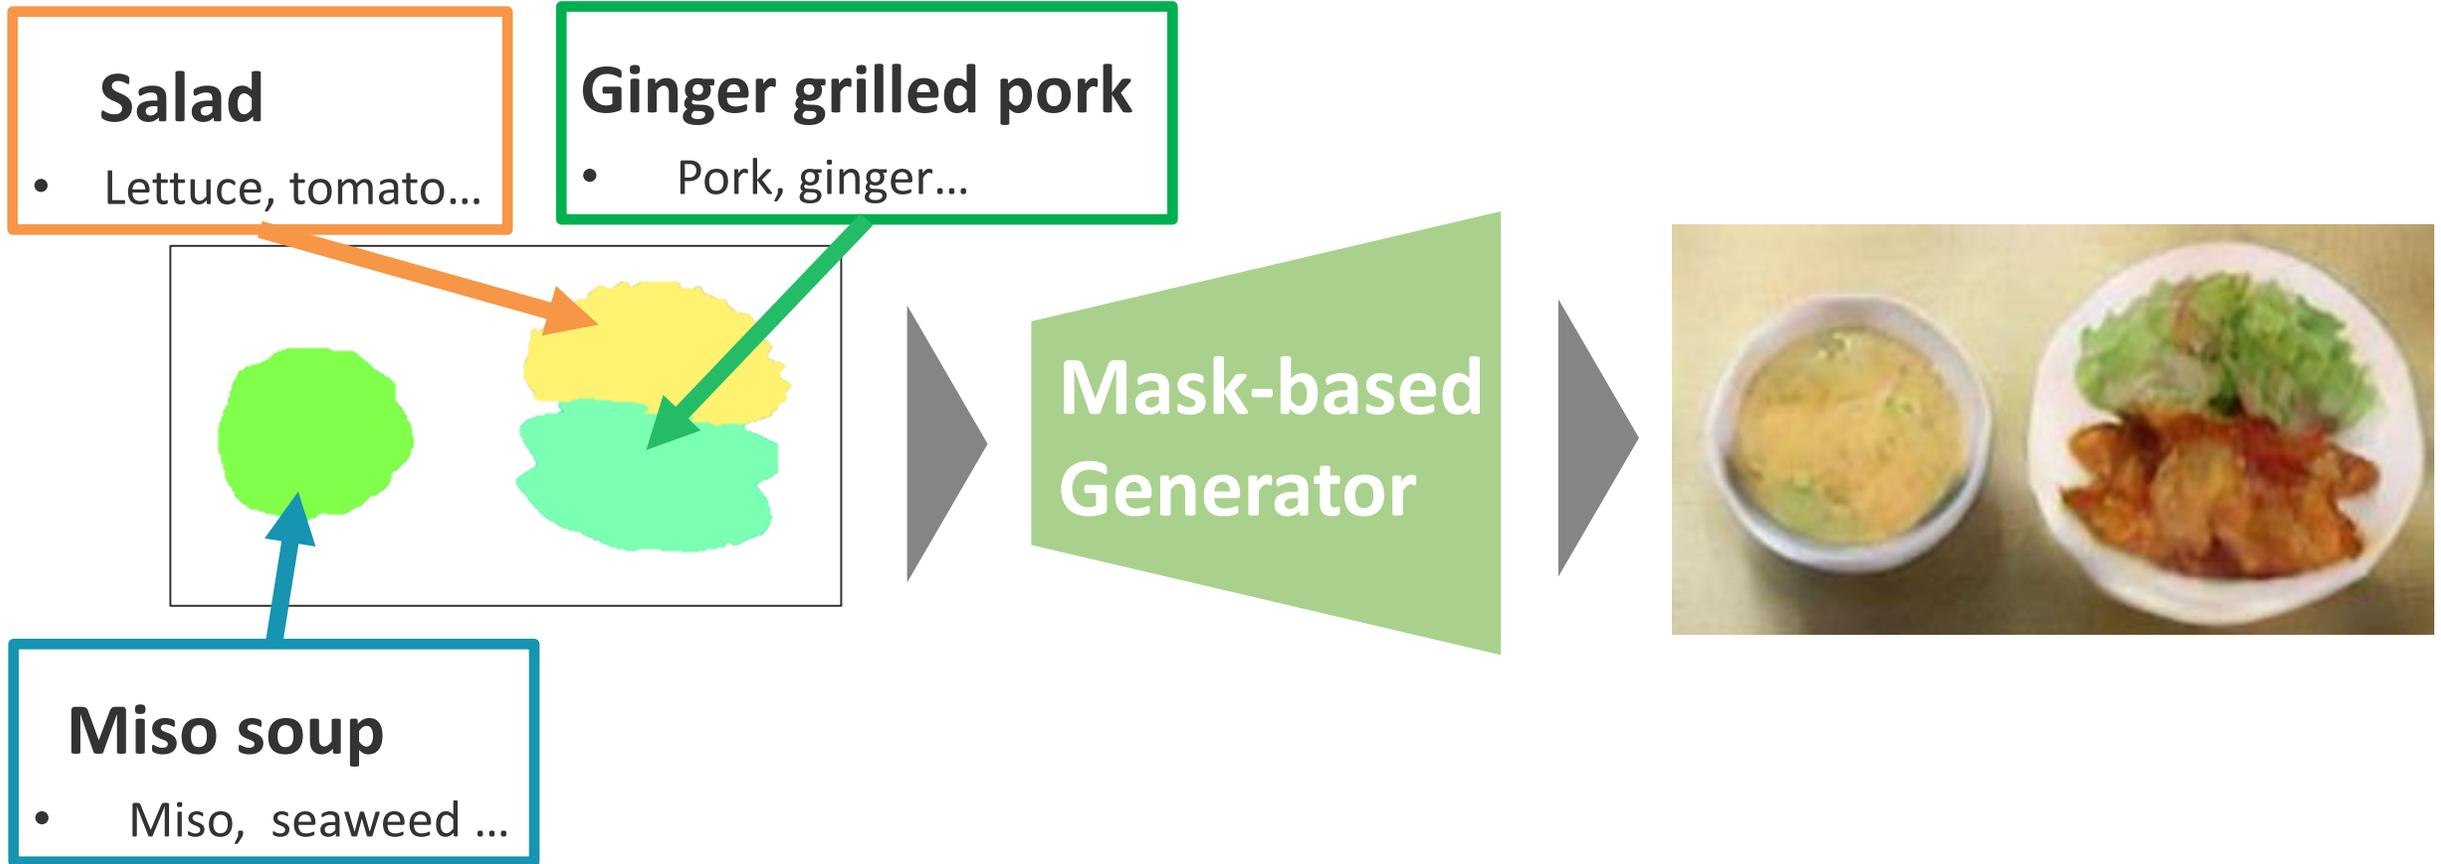 Salad
• Lettuce, tomato...
Ginger grilled pork
• Pork, ginger...
Mask-based
Generator
Miso soup
• Miso, seaweed ...